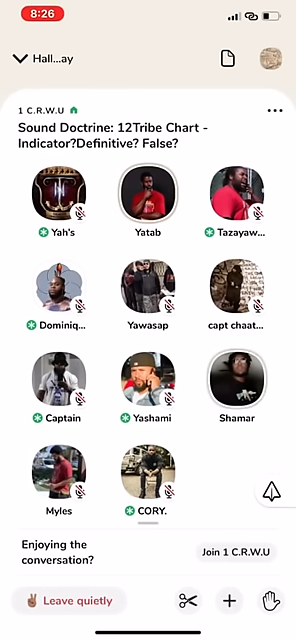 8:26
Hall...ay
1 C.R.W.U
Sound Doctrine: 12Tribe Chart -
Indicator?Definitive? False?
Yah's
Yatab
Tazayaw...
Dominiq...
Yawasap
capt chaat...
Captain
Yashami
Shamar
Myles
CORY.
Enjoying the
conversation?
Join 1 C.R.W.U
Leave quietly